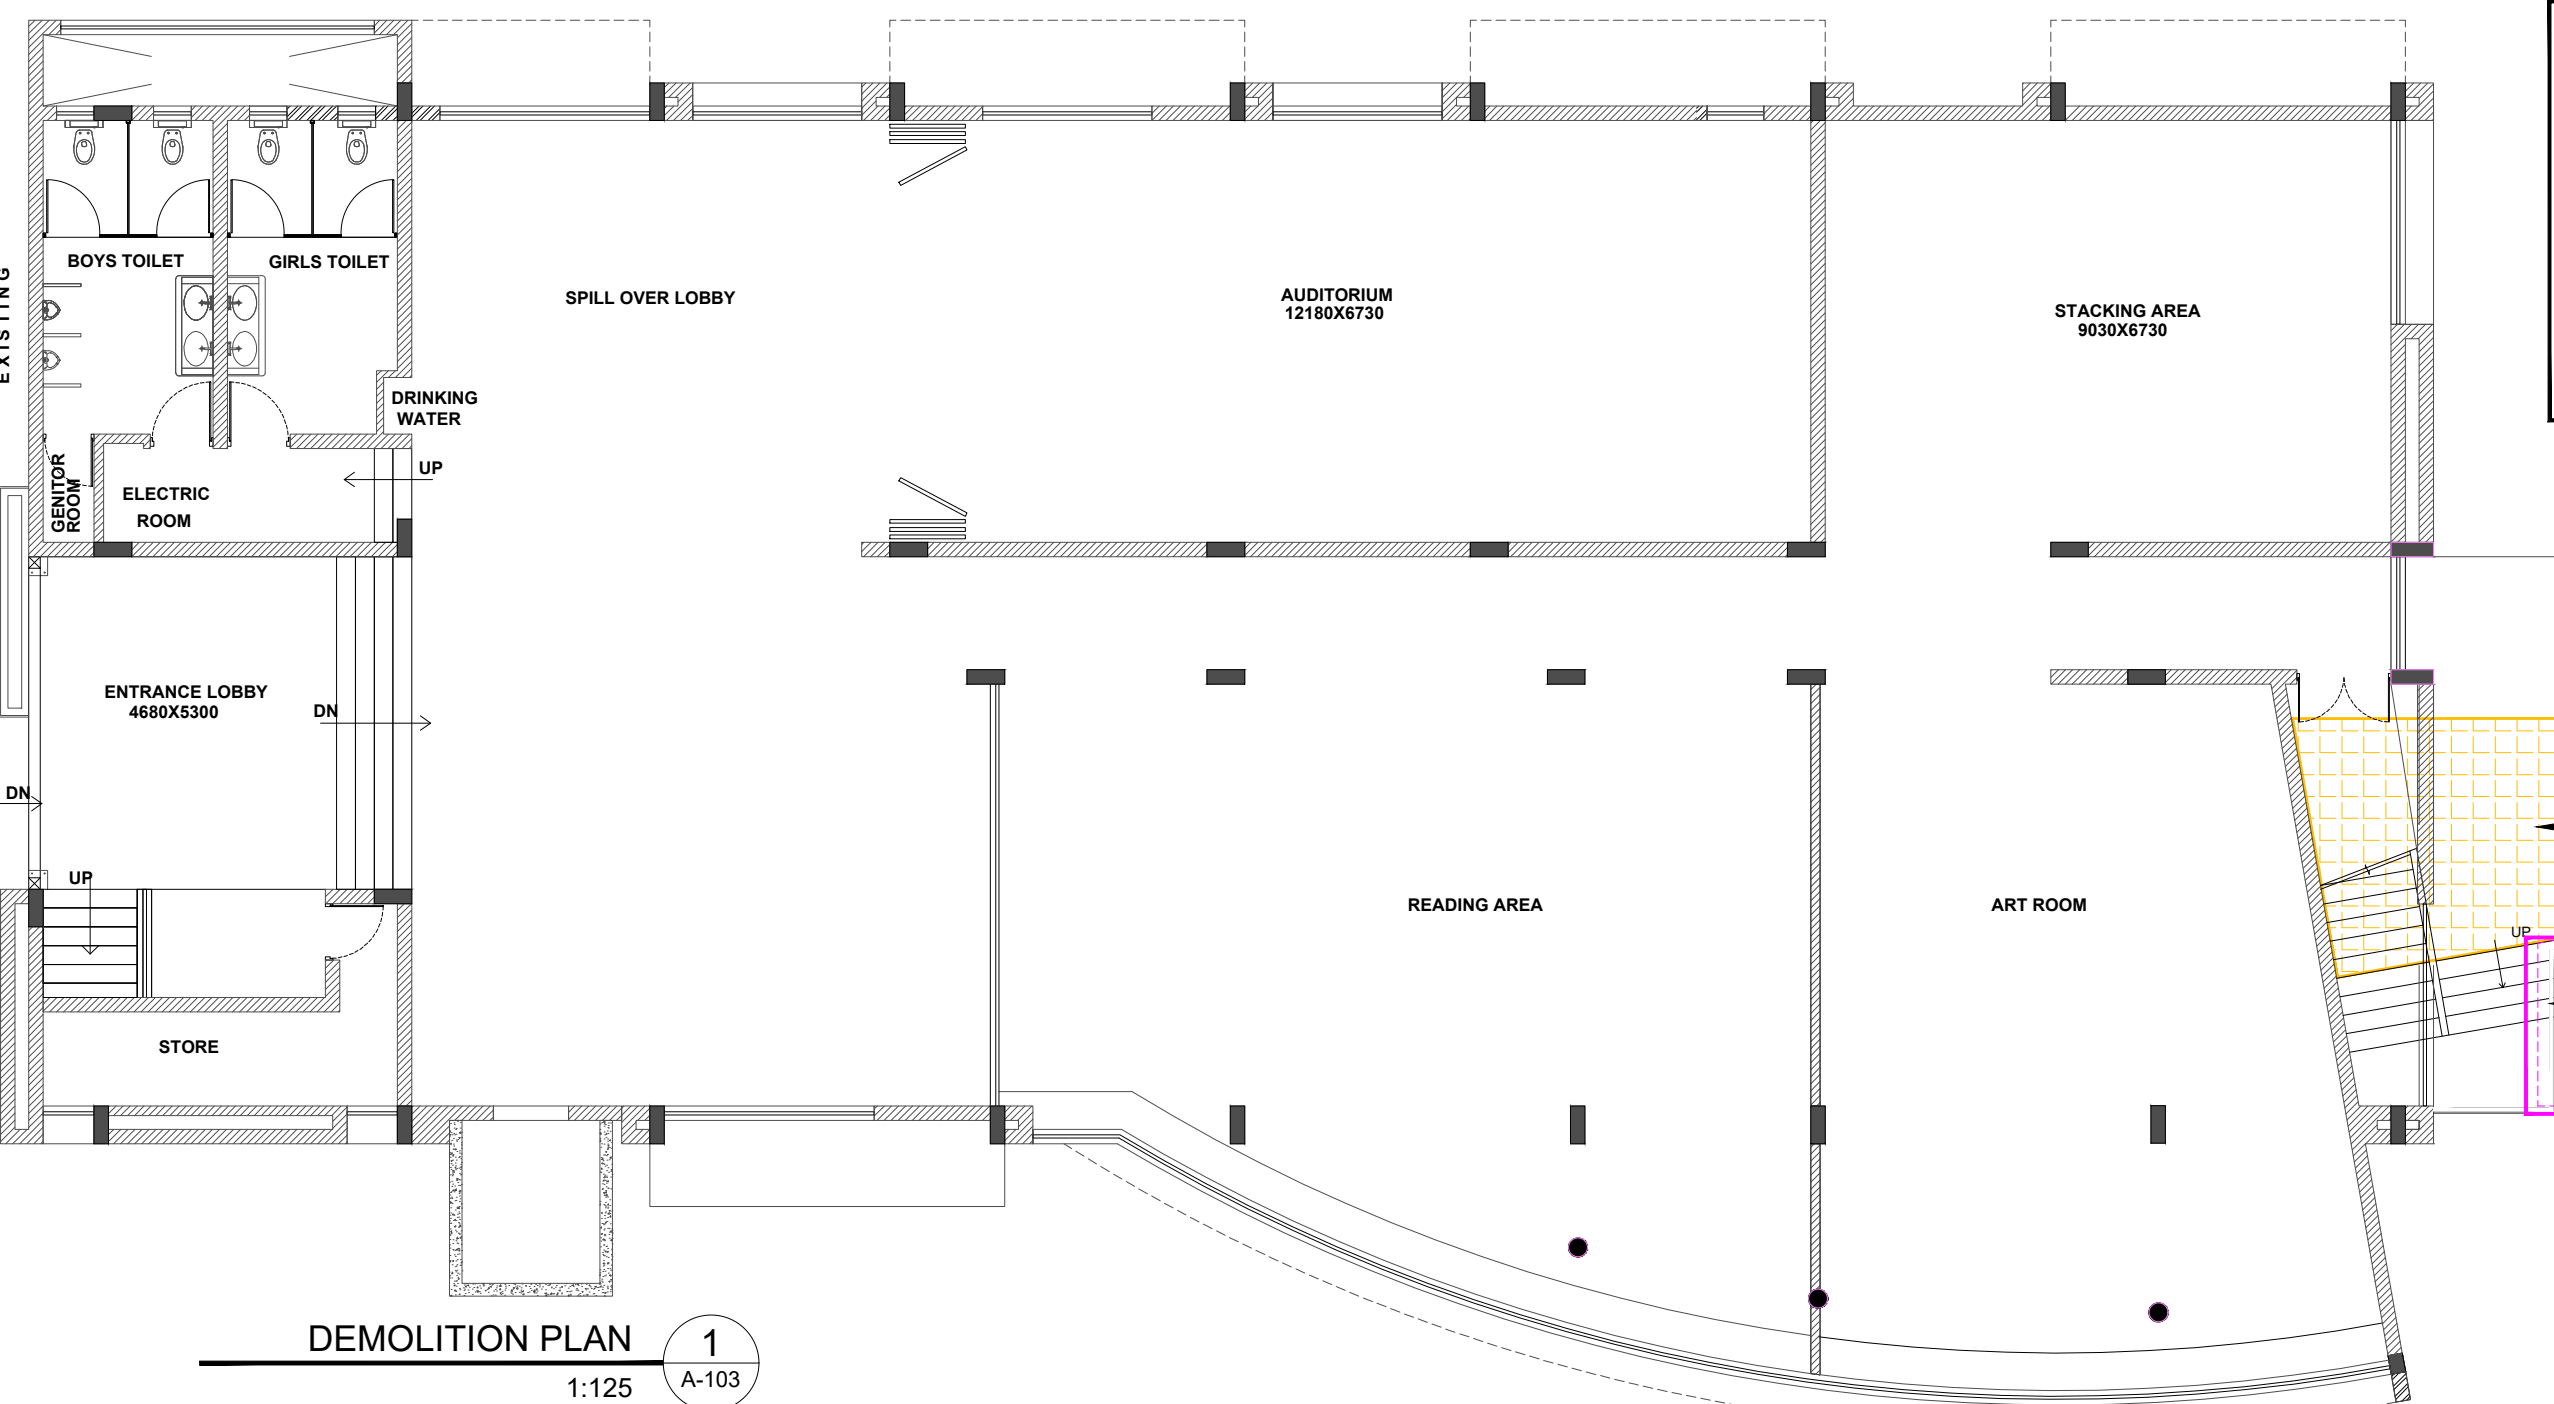 EXISTING
BOYS TOILET
GIRLS TOILET
SPILL OVER LOBBY
AUDITORIUM
12180X6730
STACKING AREA
9030X6730
DRINKING
WATER
UP
GENITOR
ROOM
ELECTRIC
ROOM
ENTRANCE LOBBY
4680X5300
DN
DN
UP
READING AREA
ART ROOM
UP
STORE
DEMOLITION PLAN
1
A-103
1:125